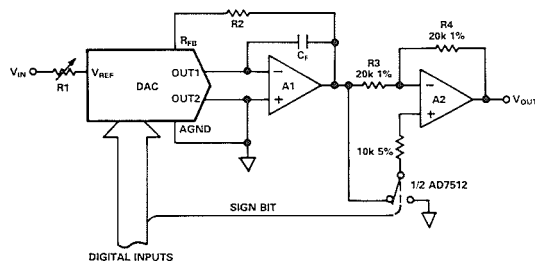 R2
R4
20k 1%
RFB
CF
R3
20k 1%
VIN
R1
VREF
DAC
OUT1
OUT2
AGND
A1
A2
VOUT
10k 5%
1/2 AD7512
SIGN BIT
DIGITAL INPUTS